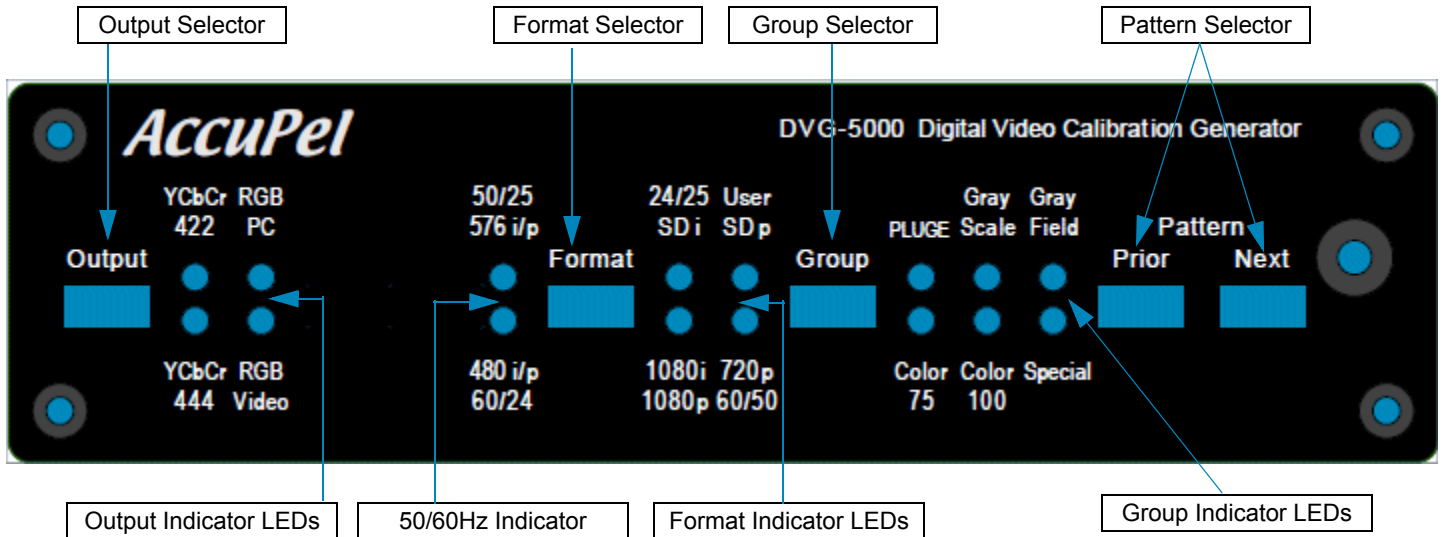 Output Selector
Format Selector
Group Selector
Pattern Selector
AccuPel
DVG-5000 Digital Video Calibration Generator
YCbCr RGB
422 PC
50/25
576 i/p
24/25 User
SD i SD p
Gray Gray
PLUGE Scale Field
Pattern
Output
Format
Group
Prior
Next
YCbCr RGB
444 Video
480 i/p
60/24
1080i 720p
1080p 60/50
Color Color Special
75 100
Output Indicator LEDs
50/60Hz Indicator
Format Indicator LEDs
Group Indicator LEDs